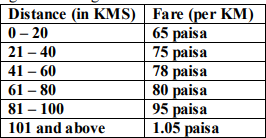 Distance (in KMS) Fare (per KM)
0 – 20 65 paisa
21 – 40 75 paisa
41 – 60 78 paisa
61 – 80 80 paisa
81 – 100 95 paisa
101 and above 1.05 paisa